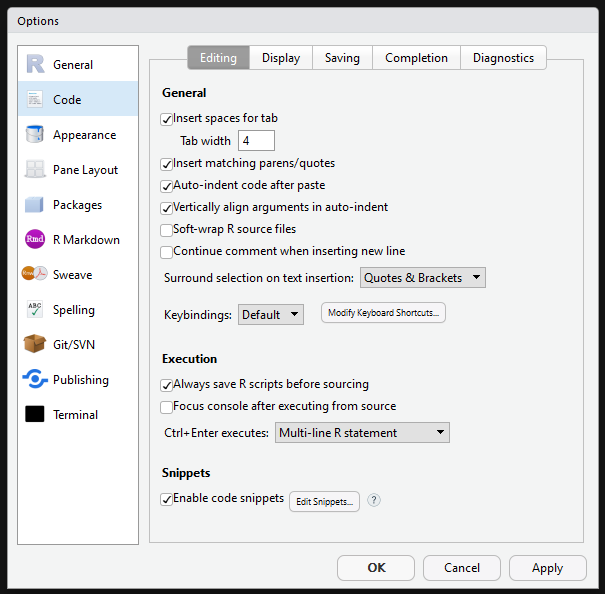 Options
General
Code
Appearance
Pane Layout
Packages
Rmd R Markdown
Sweave
ABC Spelling
Git/SVN
Publishing
Terminal
Editing Display Saving Completion Diagnostics
General
Insert spaces for tab
Tab width 4
Insert matching parens/quotes
Auto-indent code after paste
Vertically align arguments in auto-indent
Soft-wrap R source files
Continue comment when inserting new line
Surround selection on text insertion: Quotes & Brackets
Keybindings: Default Modify Keyboard Shortcuts...
Execution
Always save R scripts before sourcing
Focus console after executing from source
Ctrl+Enter executes: Multi-line R statement
Snippets
Enable code snippets Edit Snippets... ?
OK Cancel Apply